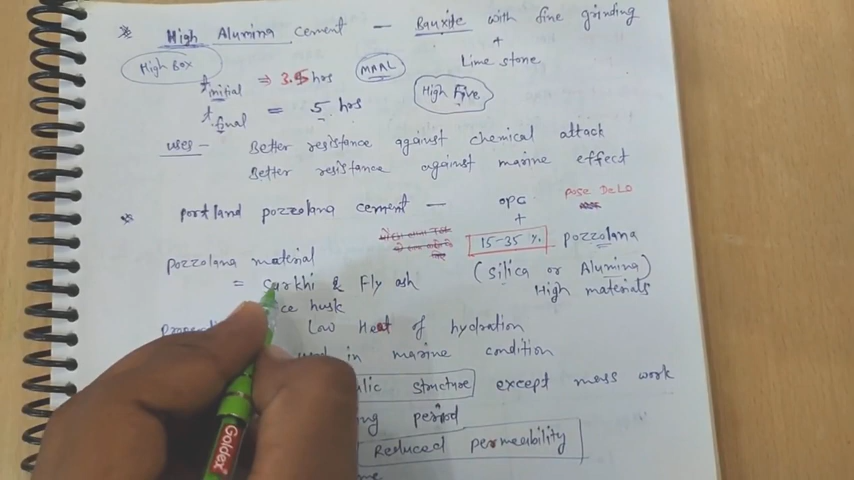 High Alumina cement — Bauxite with fine grinding
+
High Box
MAAL
Lime stone
t initial ⇒ 3.5 hrs
High Five
t final = 5 hrs
uses - Better resistance against chemical attack
Better resistance against marine effect
Portland pozzolana cement — OPC
POSE DeLO
+
15-35 %. pozzolana
pozzolana material
= Surkhi & Fly ash
(Silica or Alumina)
High materials
husk
Low Heat of hydration
in marine condition
structure except mass work
period
Reduced permeability
Goldex